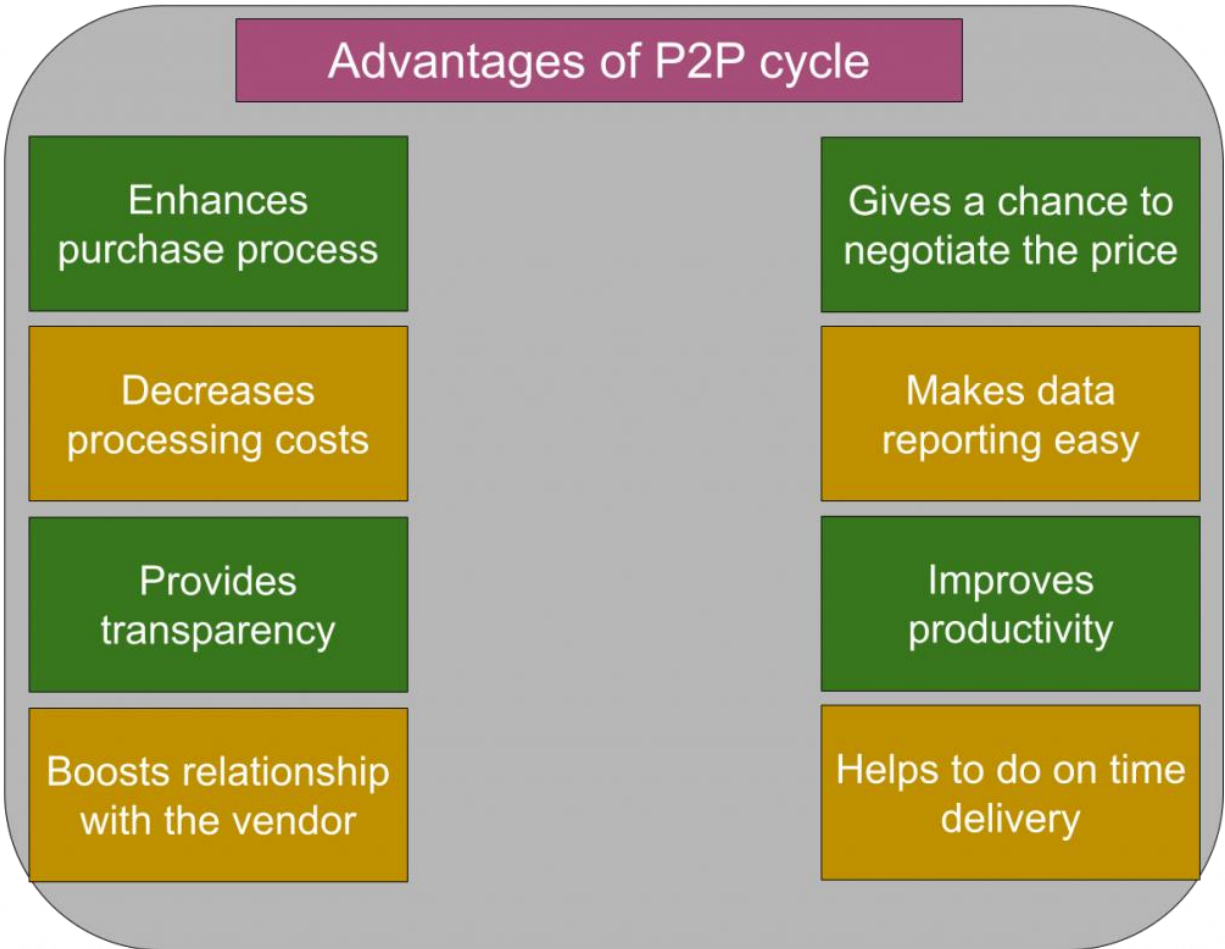 Advantages of P2P cycle
Enhances
purchase process
Decreases
processing costs
Provides
transparency
Boosts relationship
with the vendor
Gives a chance to
negotiate the price
Makes data
reporting easy
Improves
productivity
Helps to do on time
delivery